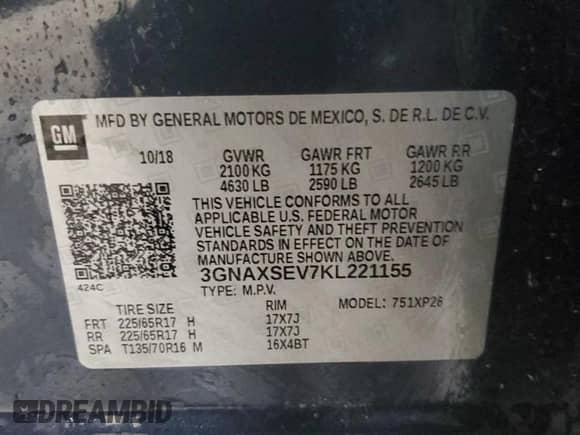 GM
MFD BY GENERAL MOTORS DE MEXICO, S. DE R.L. DE C.V.
10/18 GVWR GAWR FRT GAWR RR
2100 KG 1175 KG 1200 KG
4630 LB 2590 LB 2645 LB
THIS VEHICLE CONFORMS TO ALL
APPLICABLE U.S. FEDERAL MOTOR
VEHICLE SAFETY AND THEFT PREVENTION
STANDARDS IN EFFECT ON THE DATE OF
MANUFACTURE SHOWN ABOVE.
3GNAXSEV7KL221155
424C
TYPE: M.P.V. MODEL: 751XP26
TIRE SIZE RIM
FRT 225/65R17 H 17X7J
RR 225/65R17 H 17X7J
SPA T135/70R16 M 16X4BT
DREAMBID